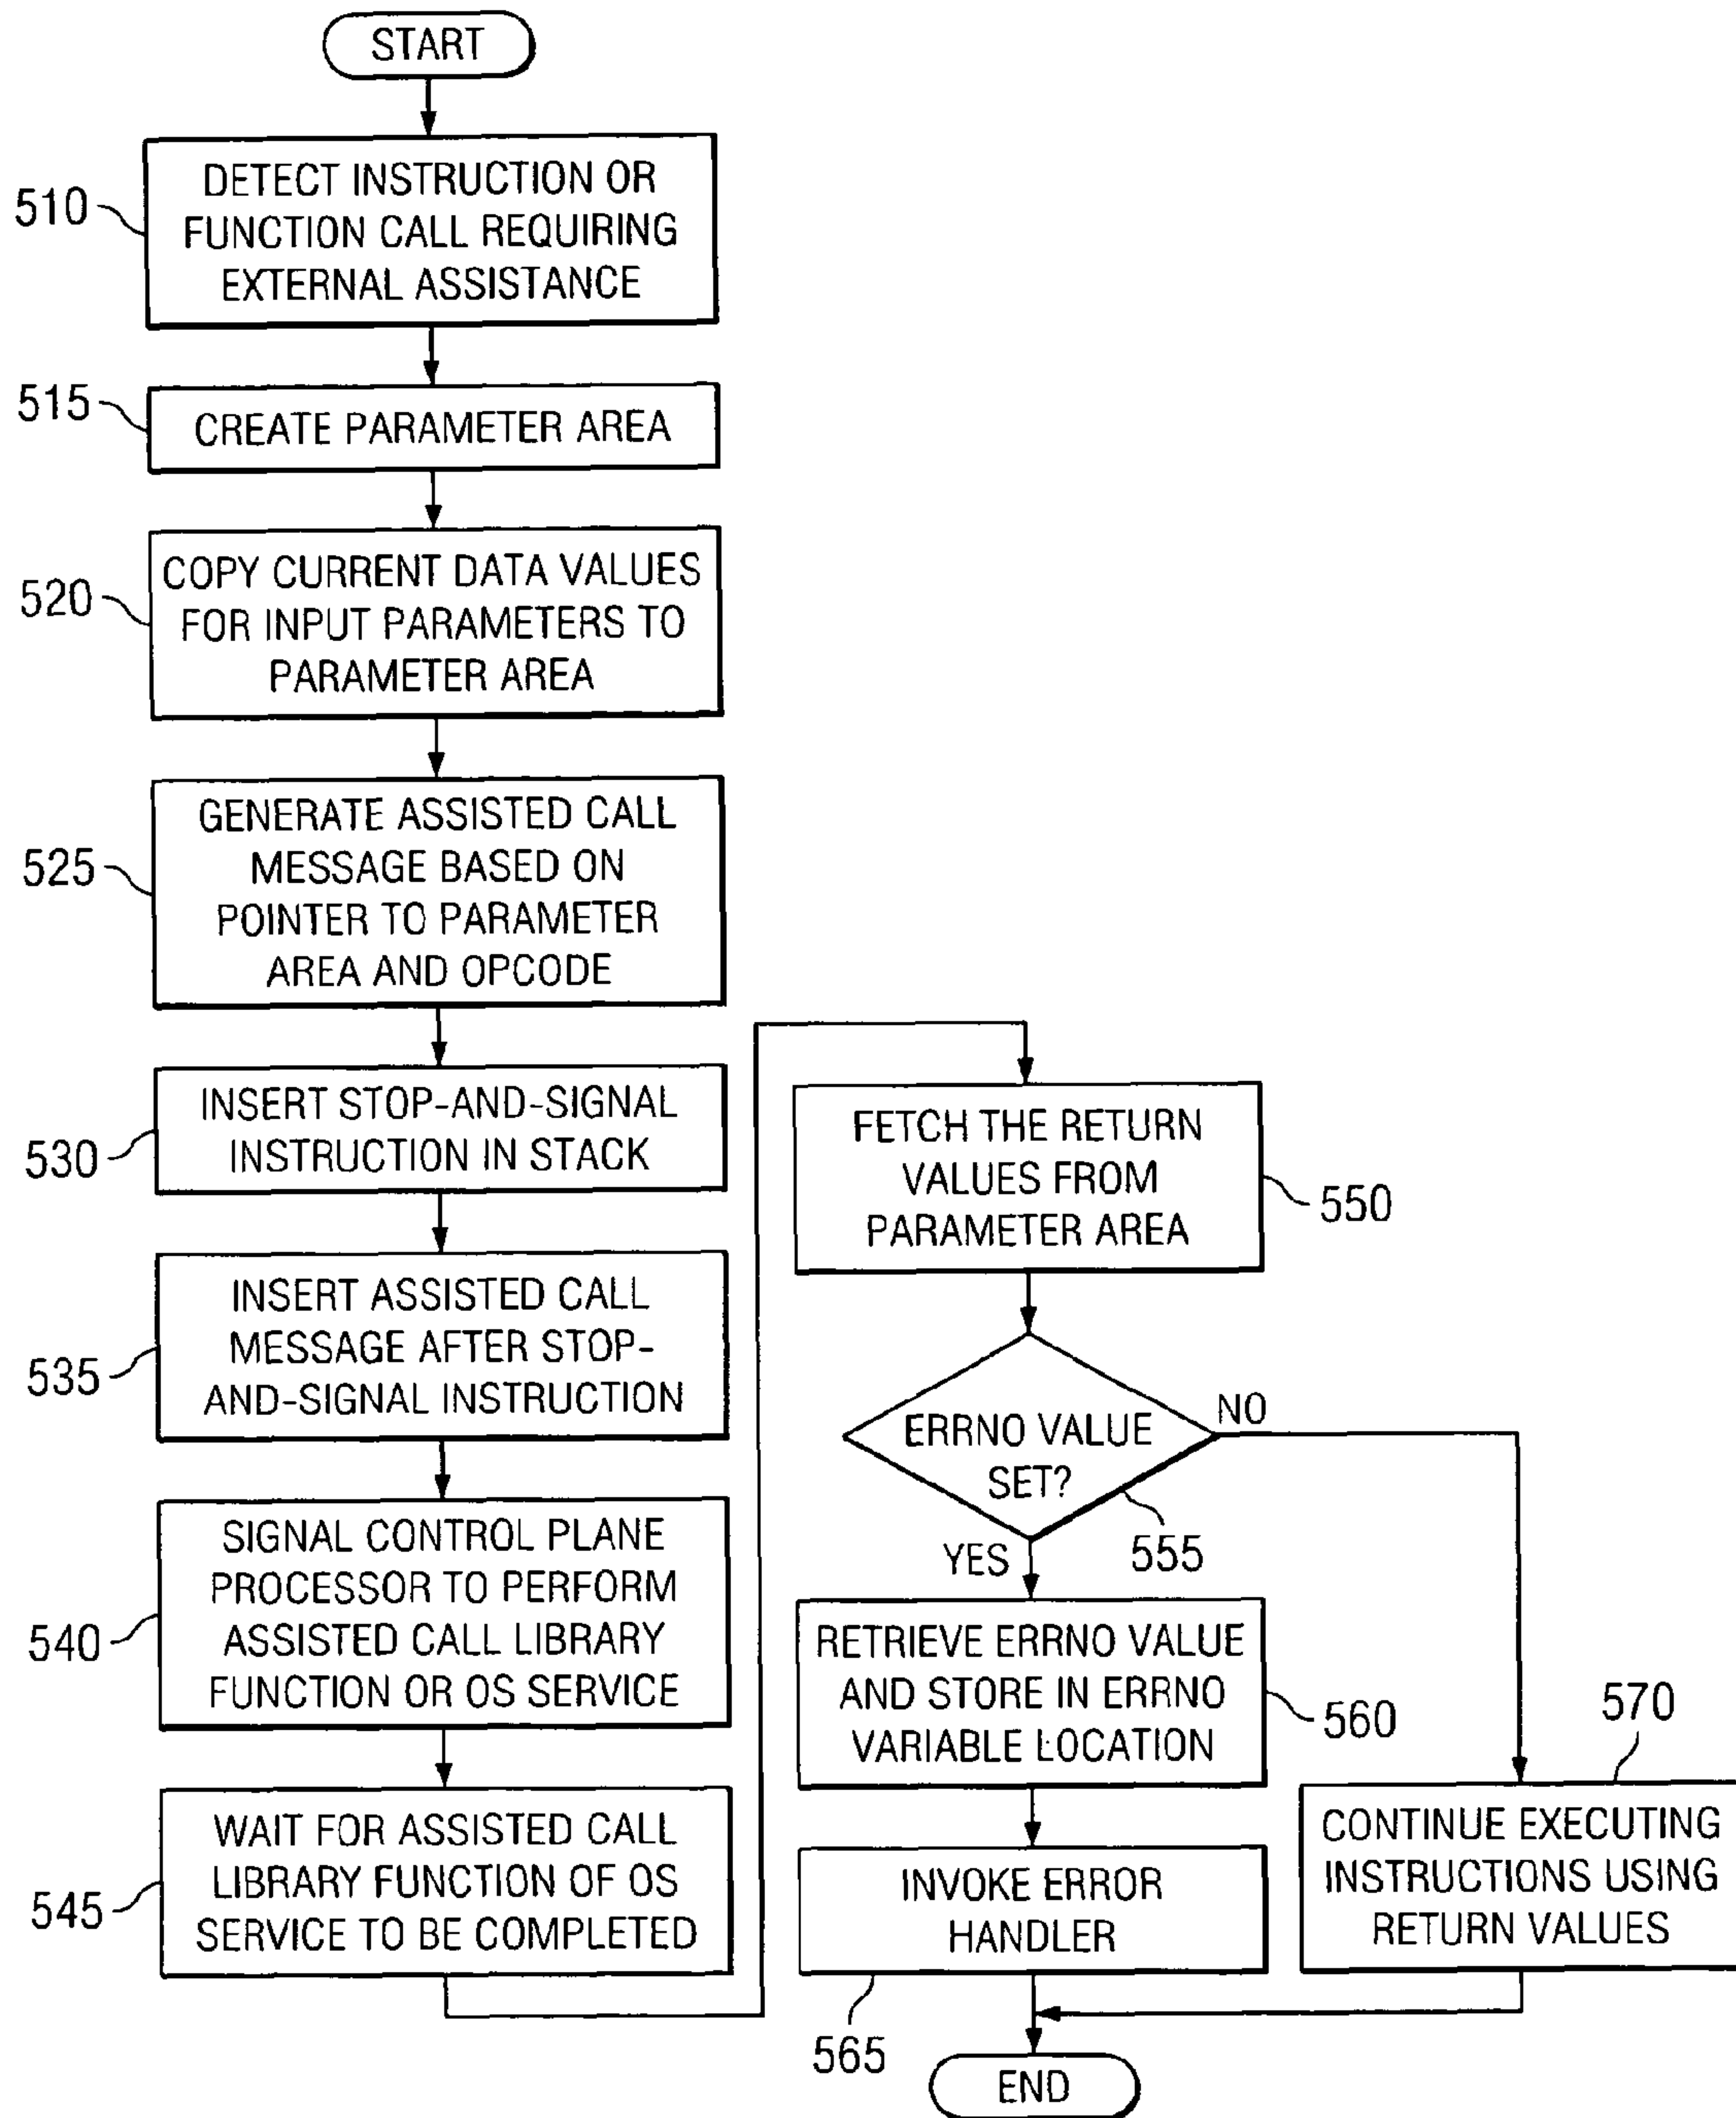 START
510
DETECT INSTRUCTION OR
FUNCTION CALL REQUIRING
EXTERNAL ASSISTANCE
515
CREATE PARAMETER AREA
520
COPY CURRENT DATA VALUES
FOR INPUT PARAMETERS TO
PARAMETER AREA
525
GENERATE ASSISTED CALL
MESSAGE BASED ON
POINTER TO PARAMETER
AREA AND OPCODE
530
INSERT STOP-AND-SIGNAL
INSTRUCTION IN STACK
535
INSERT ASSISTED CALL
MESSAGE AFTER STOP-
AND-SIGNAL INSTRUCTION
540
SIGNAL CONTROL PLANE
PROCESSOR TO PERFORM
ASSISTED CALL LIBRARY
FUNCTION OR OS SERVICE
545
WAIT FOR ASSISTED CALL
LIBRARY FUNCTION OF OS
SERVICE TO BE COMPLETED
FETCH THE RETURN
VALUES FROM
PARAMETER AREA
550
ERRNO VALUE
SET?
NO
YES
555
RETRIEVE ERRNO VALUE
AND STORE IN ERRNO
VARIABLE LOCATION
560
INVOKE ERROR
HANDLER
565
570
CONTINUE EXECUTING
INSTRUCTIONS USING
RETURN VALUES
END